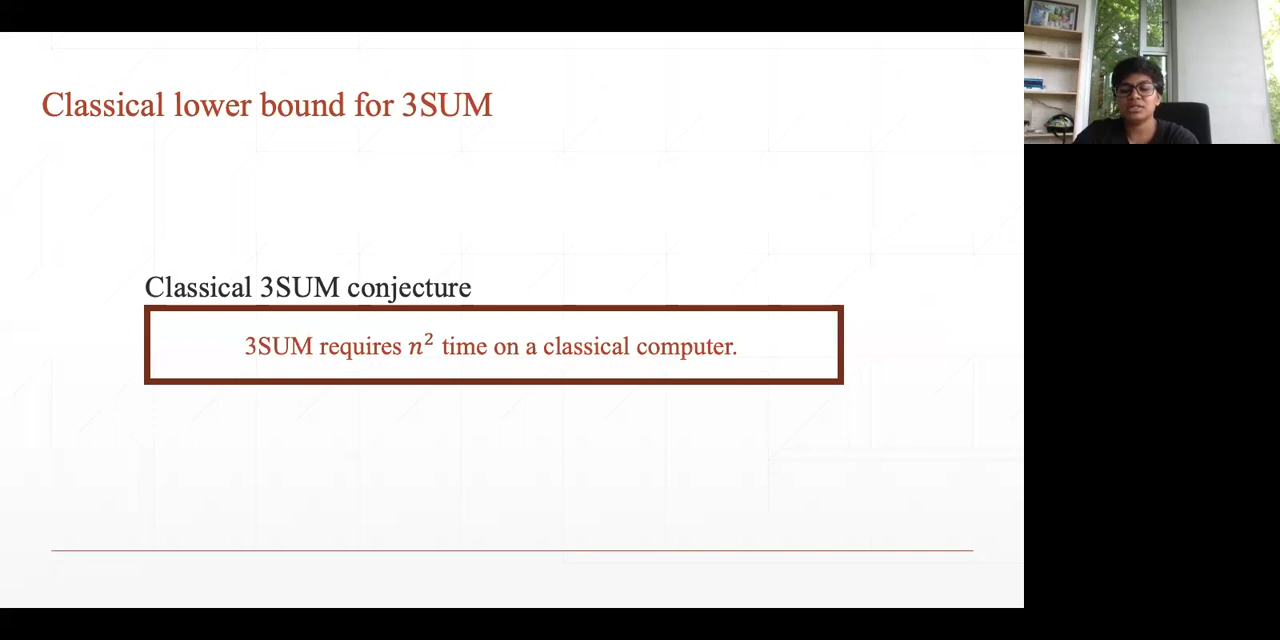 Classical lower bound for 3SUM
Classical 3SUM conjecture
3SUM requires n² time on a classical computer.